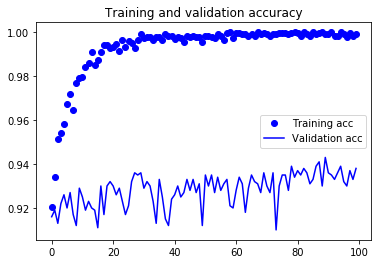 Training and validation accuracy
1.00
0.98
0.96
0.94
0.92
Training acc
Validation acc
0 20 40 60 80 100